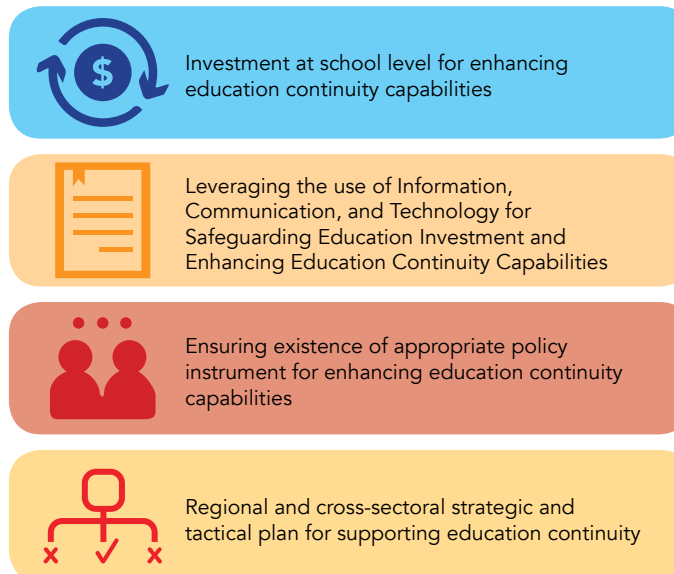 $
Investment at school level for enhancing
education continuity capabilities
Leveraging the use of Information,
Communication, and Technology for
Safeguarding Education Investment and
Enhancing Education Continuity Capabilities
Ensuring existence of appropriate policy
instrument for enhancing education continuity
capabilities
Regional and cross-sectoral strategic and
tactical plan for supporting education continuity